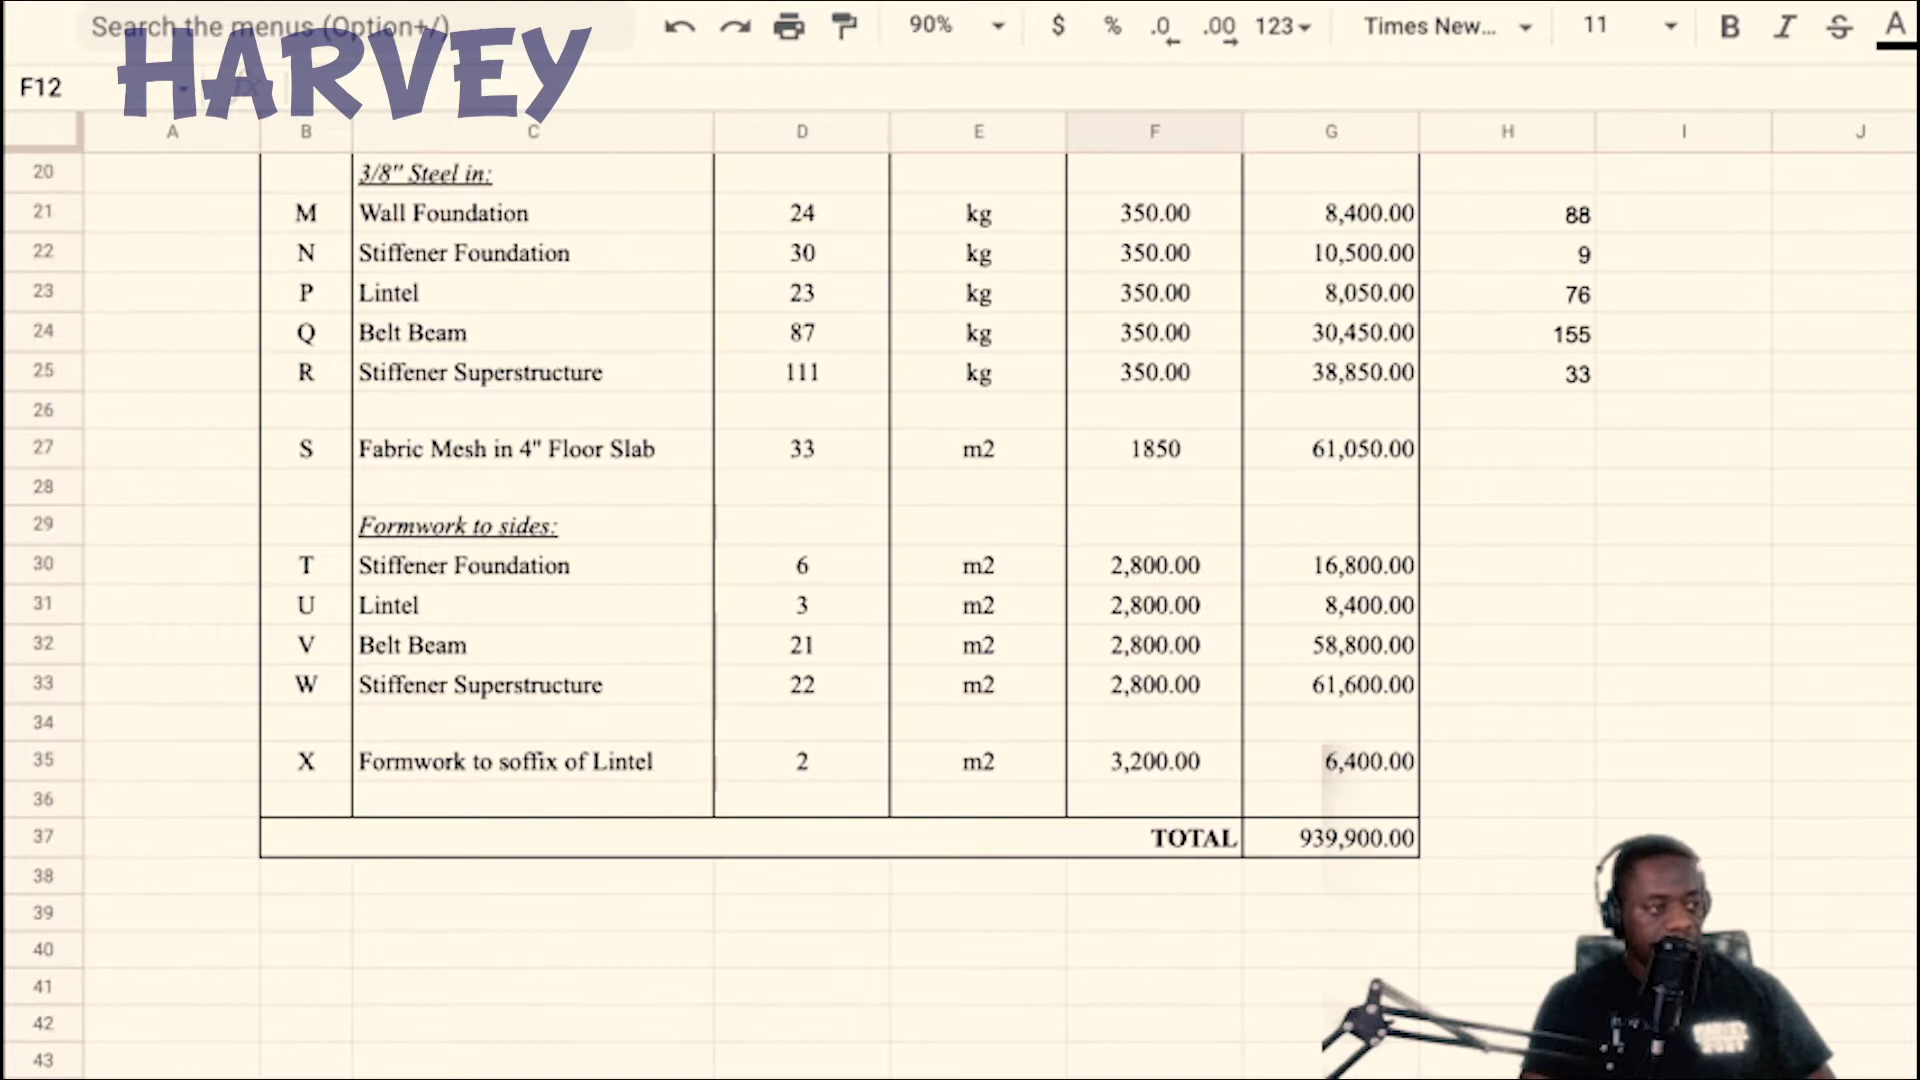 Search the menus (Option+/)
90% $ % .0 .00 123 Times New... 11 B I S A
HARVEY
F12
A B C D E F G H I J
20 3/8" Steel in:
21 M Wall Foundation 24 kg 350.00 8,400.00 88
22 N Stiffener Foundation 30 kg 350.00 10,500.00 9
23 P Lintel 23 kg 350.00 8,050.00 76
24 Q Belt Beam 87 kg 350.00 30,450.00 155
25 R Stiffener Superstructure 111 kg 350.00 38,850.00 33
26
27 S Fabric Mesh in 4" Floor Slab 33 m2 1850 61,050.00
28
29 Formwork to sides:
30 T Stiffener Foundation 6 m2 2,800.00 16,800.00
31 U Lintel 3 m2 2,800.00 8,400.00
32 V Belt Beam 21 m2 2,800.00 58,800.00
33 W Stiffener Superstructure 22 m2 2,800.00 61,600.00
34
35 X Formwork to soffix of Lintel 2 m2 3,200.00 6,400.00
36
37 TOTAL 939,900.00
38
39
40
41
42
43